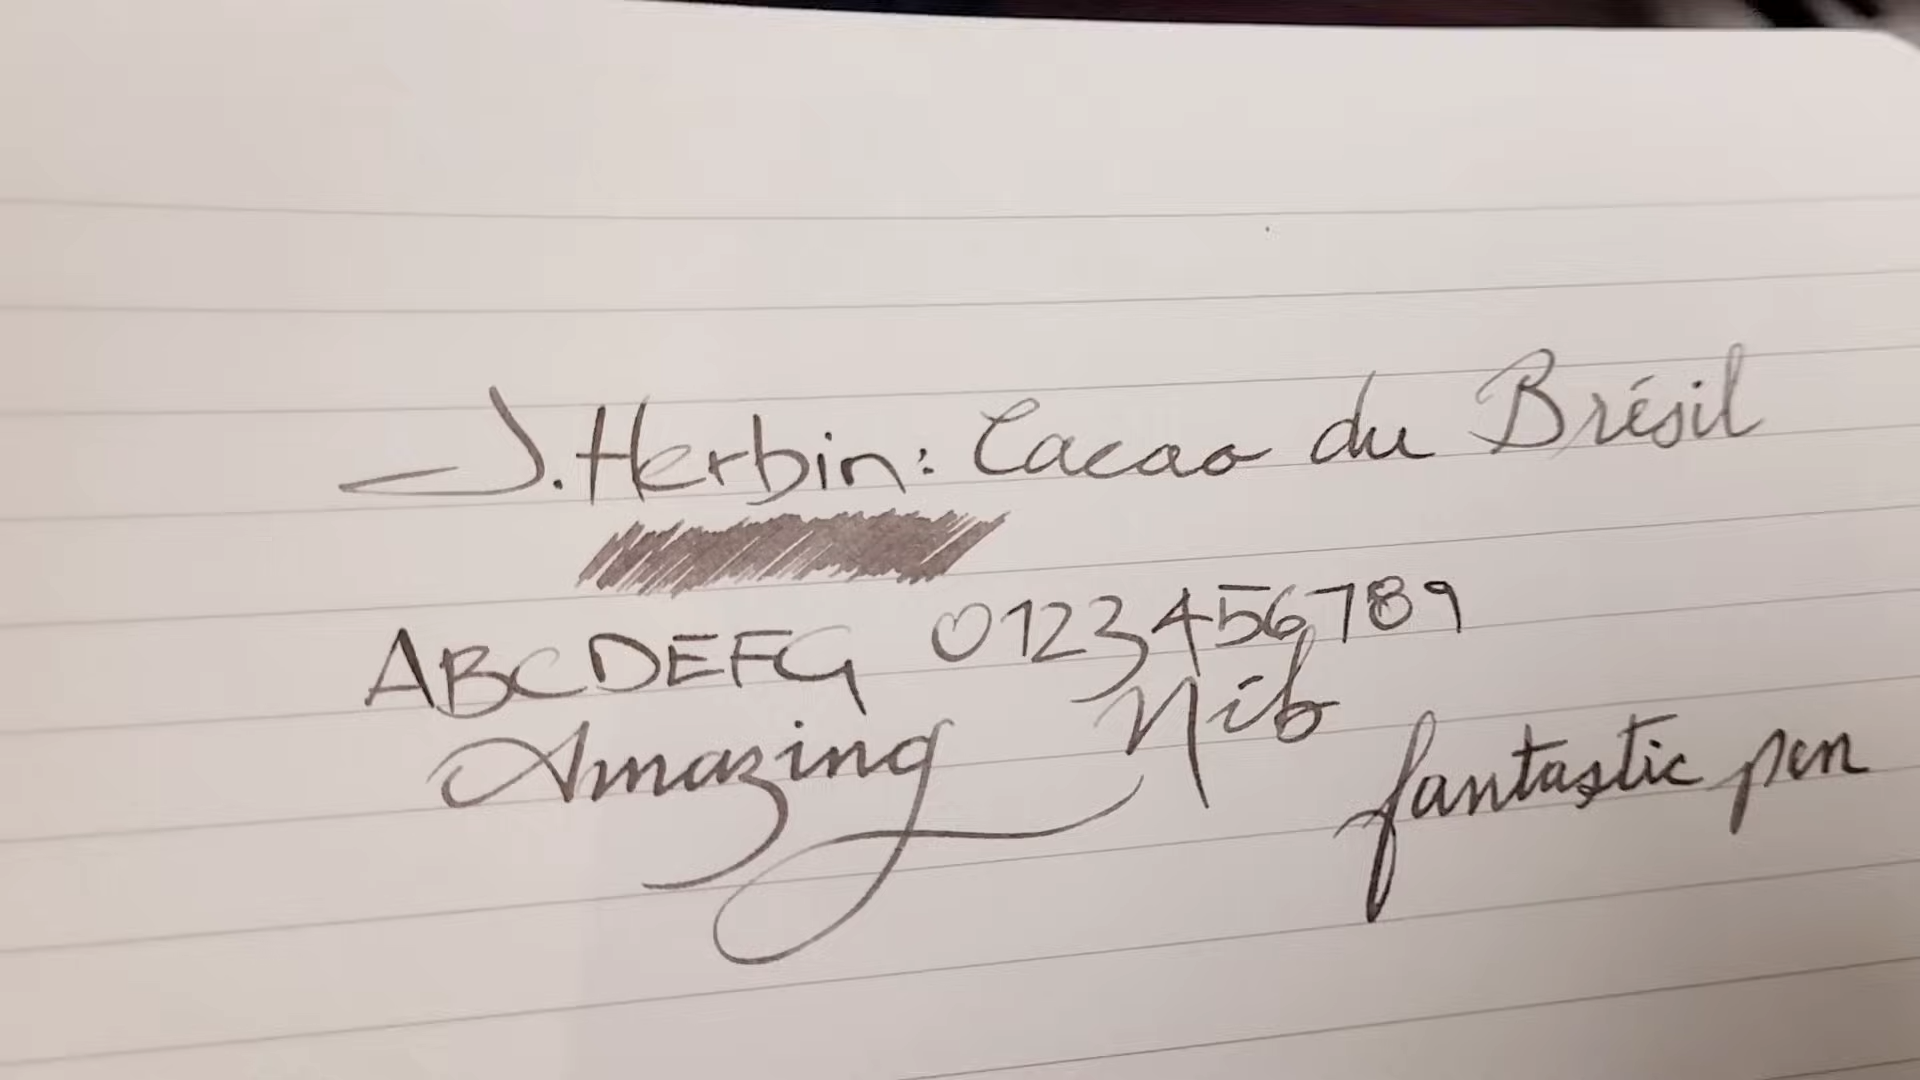 J. Herbin: Cacao du Brésil
ABCDEFG 0123456789
Amazing Nib fantastic pen